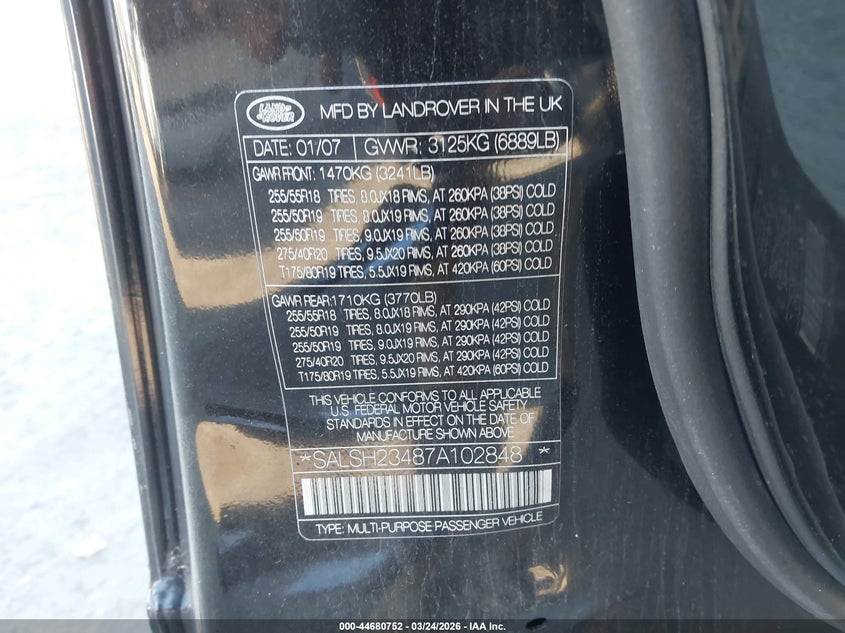 LAND ROVER
MFD BY LANDROVER IN THE UK
DATE: 01/07 GVWR: 3125KG (6889LB)
GAWR FRONT: 1470KG (3241LB)
255/55R18 TIRES, 8.0JX18 RIMS, AT 260KPA (38PSI) COLD
255/50R19 TIRES, 8.0JX19 RIMS, AT 260KPA (38PSI) COLD
255/50R19 TIRES, 9.0JX19 RIMS, AT 260KPA (38PSI) COLD
275/40R20 TIRES, 9.5JX20 RIMS, AT 260KPA (38PSI) COLD
T175/80R19 TIRES, 5.5JX19 RIMS, AT 420KPA (60PSI) COLD
GAWR REAR: 1710KG (3770LB)
255/55R18 TIRES, 8.0JX18 RIMS, AT 290KPA (42PSI) COLD
255/50R19 TIRES, 8.0JX19 RIMS, AT 290KPA (42PSI) COLD
255/50R19 TIRES, 9.0JX19 RIMS, AT 290KPA (42PSI) COLD
275/40R20 TIRES, 9.5JX20 RIMS, AT 290KPA (42PSI) COLD
T175/80R19 TIRES, 5.5JX19 RIMS, AT 420KPA (60PSI) COLD
THIS VEHICLE CONFORMS TO ALL APPLICABLE
U.S. FEDERAL MOTOR VEHICLE SAFETY
STANDARDS IN EFFECT ON THE DATE OF
MANUFACTURE SHOWN ABOVE
*SALSH23487A102848 *
TYPE: MULTI-PURPOSE PASSENGER VEHICLE
000-44680752 — 03/24/2026 — IAA Inc.